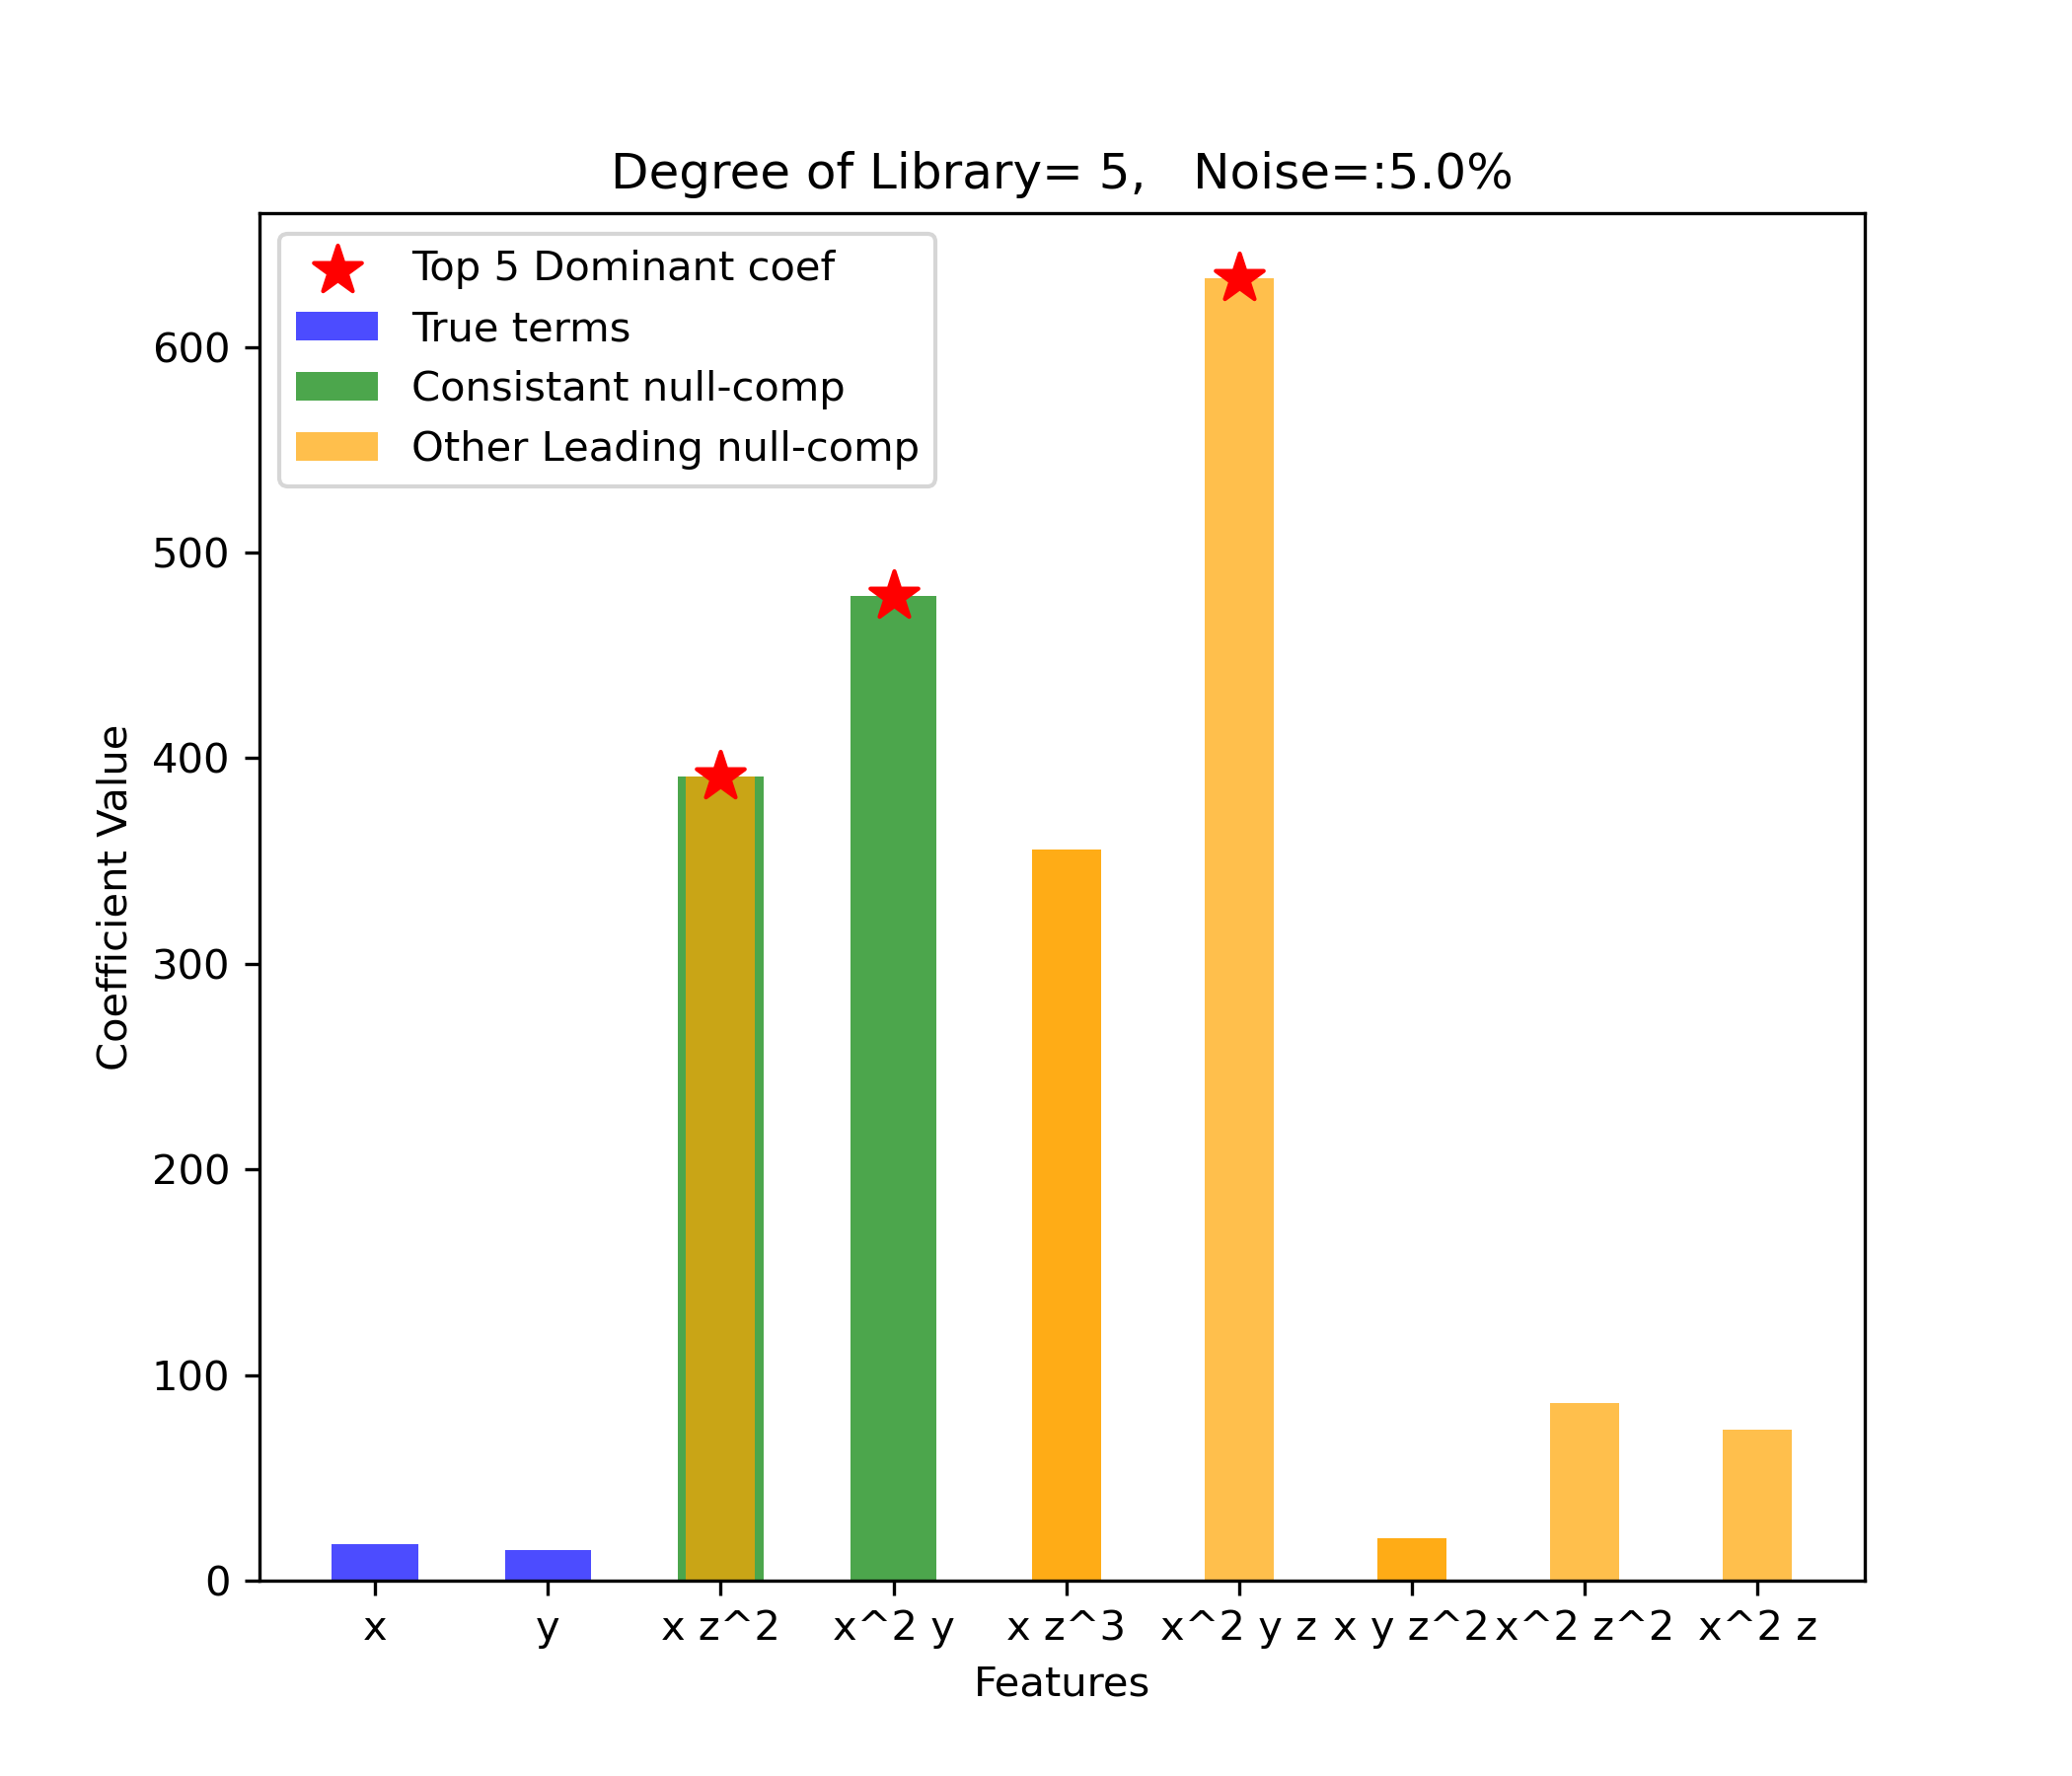 Degree of Library= 5,   Noise=:5.0%
Top 5 Dominant coef
True terms
Consistant null-comp
Other Leading null-comp
600
500
400
300
200
100
0
Coefficient Value
x y x z^2 x^2 y x z^3 x^2 y z x y z^2 x^2 z^2 x^2 z
Features